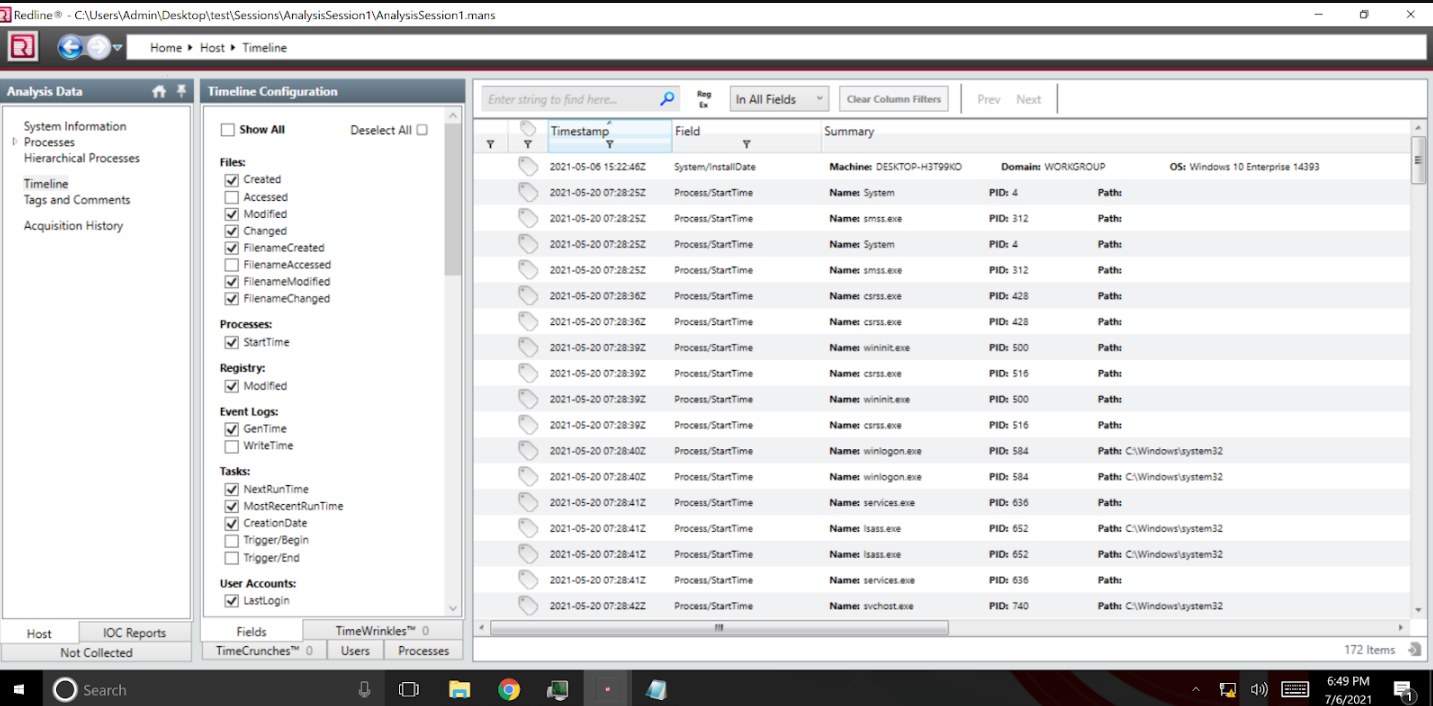 Redline® - C:\Users\Admin\Desktop\test\Sessions\AnalysisSession1\AnalysisSession1.mans
Home Host Timeline
Analysis Data
System Information
Processes
Hierarchical Processes
Timeline
Tags and Comments
Acquisition History
Host IOC Reports
Not Collected
Timeline Configuration
Show All Deselect All
Files:
Created
Accessed
Modified
Changed
FilenameCreated
FilenameAccessed
FilenameModified
FilenameChanged
Processes:
StartTime
Registry:
Modified
Event Logs:
GenTime
WriteTime
Tasks:
NextRunTime
MostRecentRunTime
CreationDate
Trigger/Begin
Trigger/End
User Accounts:
LastLogin
Fields TimeWrinkles™ 0
TimeCrunches™ 0 Users Processes
Enter string to find here... Reg Ex In All Fields Clear Column Filters Prev Next
Timestamp Field Summary
2021-05-06 15:22:46Z System/InstallDate Machine: DESKTOP-H3T99KO Domain: WORKGROUP OS: Windows 10 Enterprise 14393
2021-05-20 07:28:25Z Process/StartTime Name: System PID: 4 Path:
2021-05-20 07:28:25Z Process/StartTime Name: smss.exe PID: 312 Path:
2021-05-20 07:28:25Z Process/StartTime Name: System PID: 4 Path:
2021-05-20 07:28:25Z Process/StartTime Name: smss.exe PID: 312 Path:
2021-05-20 07:28:36Z Process/StartTime Name: csrss.exe PID: 428 Path:
2021-05-20 07:28:36Z Process/StartTime Name: csrss.exe PID: 428 Path:
2021-05-20 07:28:39Z Process/StartTime Name: wininit.exe PID: 500 Path:
2021-05-20 07:28:39Z Process/StartTime Name: csrss.exe PID: 516 Path:
2021-05-20 07:28:39Z Process/StartTime Name: wininit.exe PID: 500 Path:
2021-05-20 07:28:39Z Process/StartTime Name: csrss.exe PID: 516 Path:
2021-05-20 07:28:40Z Process/StartTime Name: winlogon.exe PID: 584 Path: C:\Windows\system32
2021-05-20 07:28:40Z Process/StartTime Name: winlogon.exe PID: 584 Path: C:\Windows\system32
2021-05-20 07:28:41Z Process/StartTime Name: services.exe PID: 636 Path:
2021-05-20 07:28:41Z Process/StartTime Name: lsass.exe PID: 652 Path: C:\Windows\system32
2021-05-20 07:28:41Z Process/StartTime Name: lsass.exe PID: 652 Path: C:\Windows\system32
2021-05-20 07:28:41Z Process/StartTime Name: services.exe PID: 636 Path:
2021-05-20 07:28:42Z Process/StartTime Name: svchost.exe PID: 740 Path: C:\Windows\system32
172 Items
Search
6:49 PM
7/6/2021
1